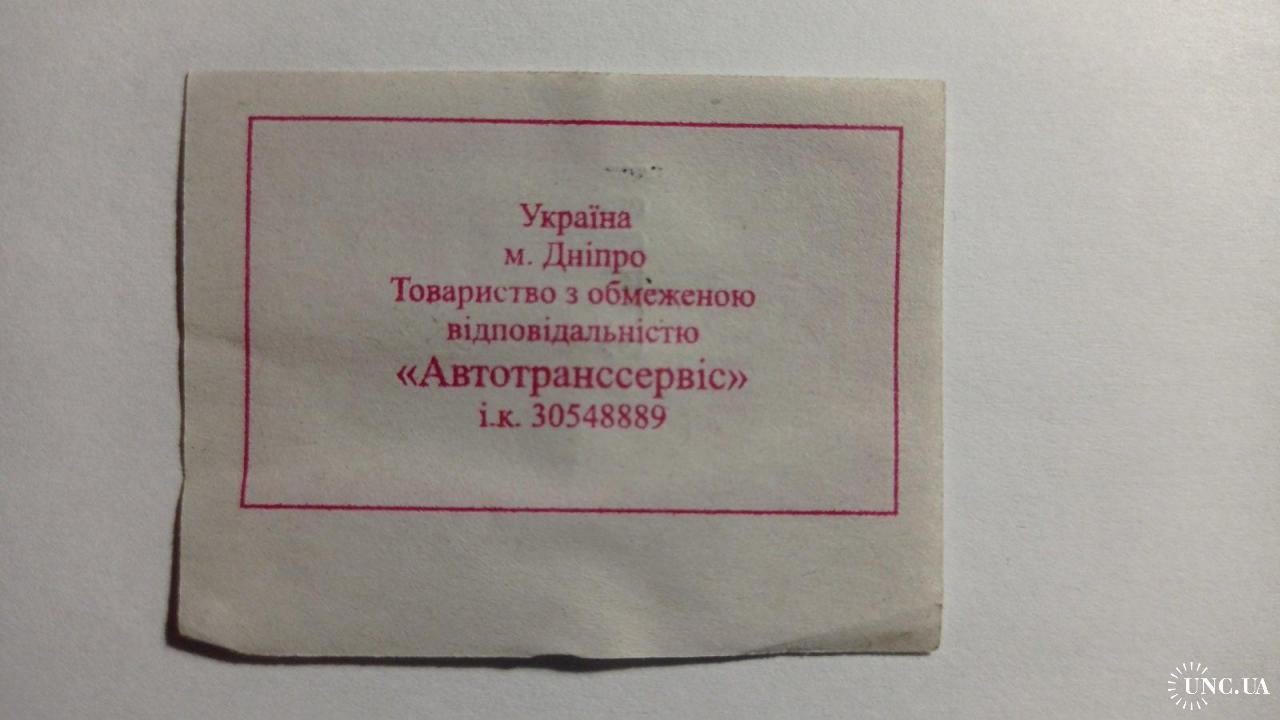 Україна
м. Дніпро
Товариство з обмеженою
відповідальністю
«Автотранссервіс»
і.к. 30548889
UNC.UA